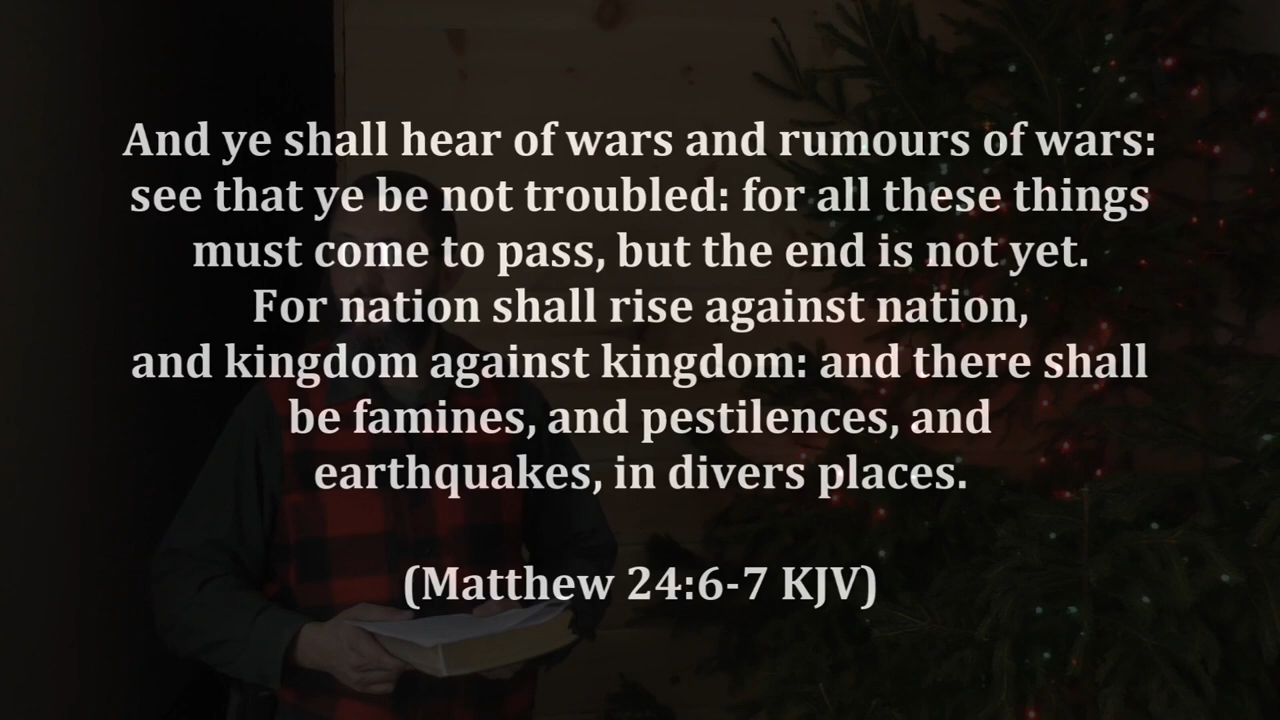 And ye shall hear of wars and rumours of wars:
see that ye be not troubled: for all these things
must come to pass, but the end is not yet.
For nation shall rise against nation,
and kingdom against kingdom: and there shall
be famines, and pestilences, and
earthquakes, in divers places.
(Matthew 24:6-7 KJV)